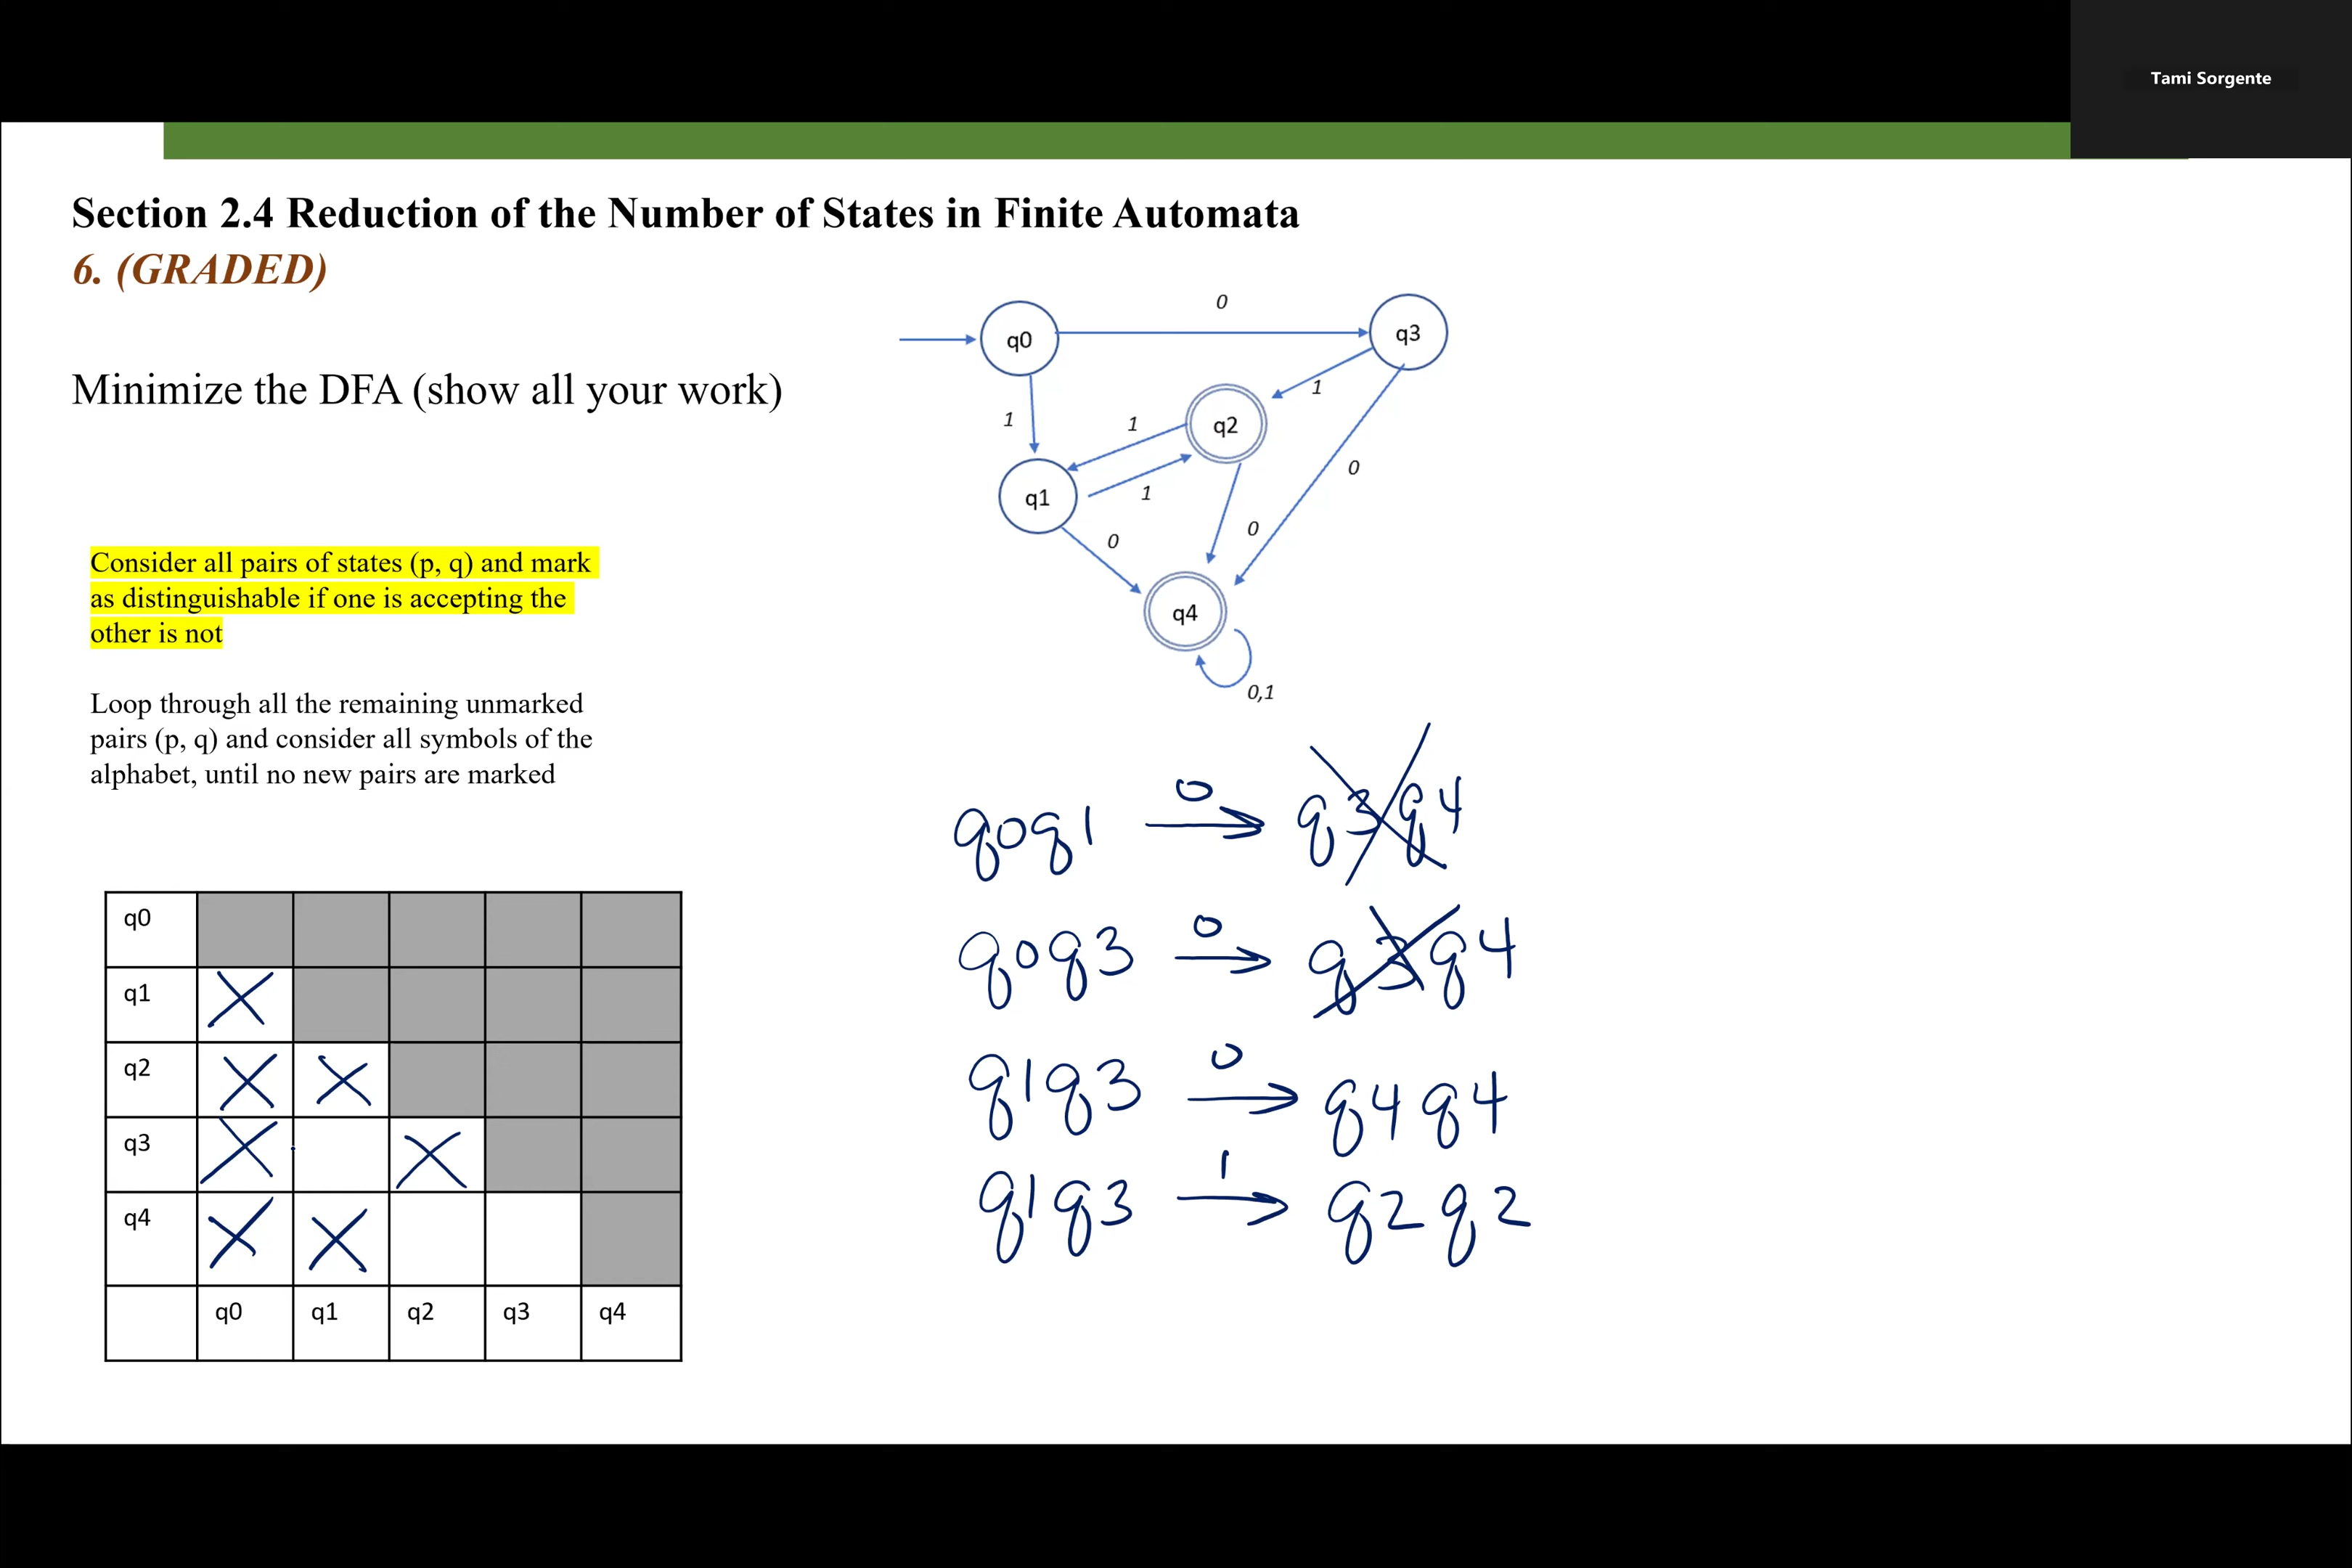 Tami Sorgente
Section 2.4 Reduction of the Number of States in Finite Automata
6. (GRADED)
Minimize the DFA (show all your work)
Consider all pairs of states (p, q) and mark
as distinguishable if one is accepting the
other is not
Loop through all the remaining unmarked
pairs (p, q) and consider all symbols of the
alphabet, until no new pairs are marked
0
q0
q3
1
1
1
q2
0
q1
1
0
0
q4
0,1
q0q1 0 q3q4
q0q3 0 q3q4
q1q3 0 q4q4
q1q3 1 q2q2
q0
q1
q2
q3
q4
q0 q1 q2 q3 q4